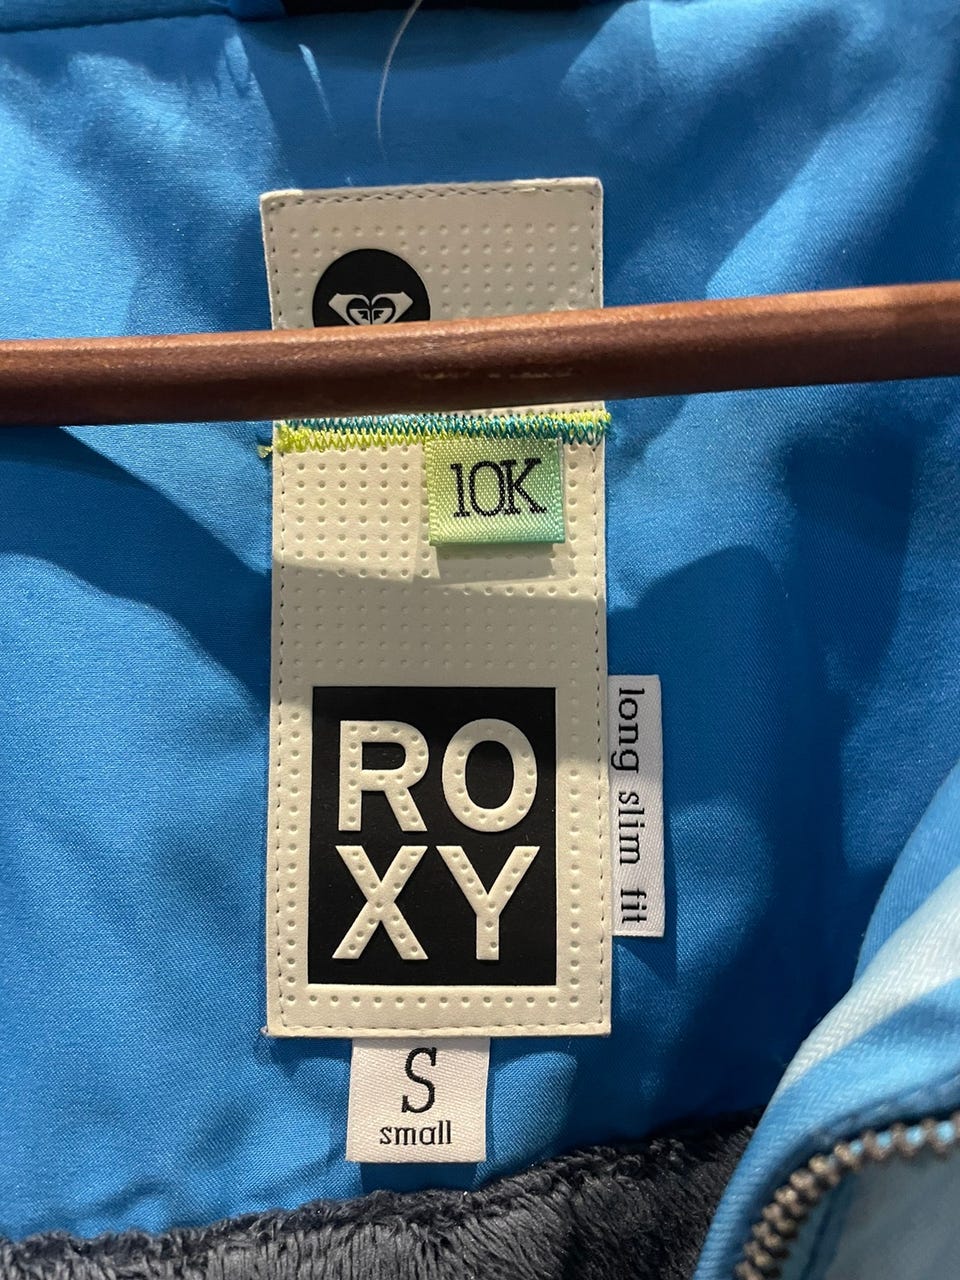 10K
RO
XY
long slim fit
S
small